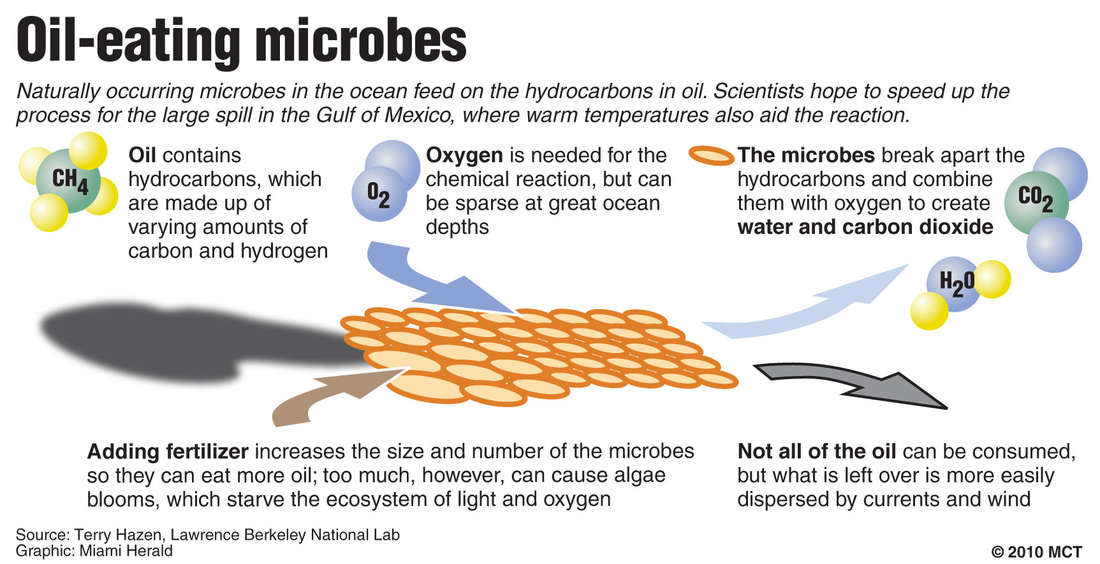 Oil-eating microbes
Naturally occurring microbes in the ocean feed on the hydrocarbons in oil. Scientists hope to speed up the
process for the large spill in the Gulf of Mexico, where warm temperatures also aid the reaction.
CH4
Oil contains
hydrocarbons, which
are made up of
varying amounts of
carbon and hydrogen
O2
Oxygen is needed for the
chemical reaction, but can
be sparse at great ocean
depths
The microbes break apart the
hydrocarbons and combine
them with oxygen to create
water and carbon dioxide
CO2
H2O
Adding fertilizer increases the size and number of the microbes
so they can eat more oil; too much, however, can cause algae
blooms, which starve the ecosystem of light and oxygen
Not all of the oil can be consumed,
but what is left over is more easily
dispersed by currents and wind
Source: Terry Hazen, Lawrence Berkeley National Lab
Graphic: Miami Herald
© 2010 MCT